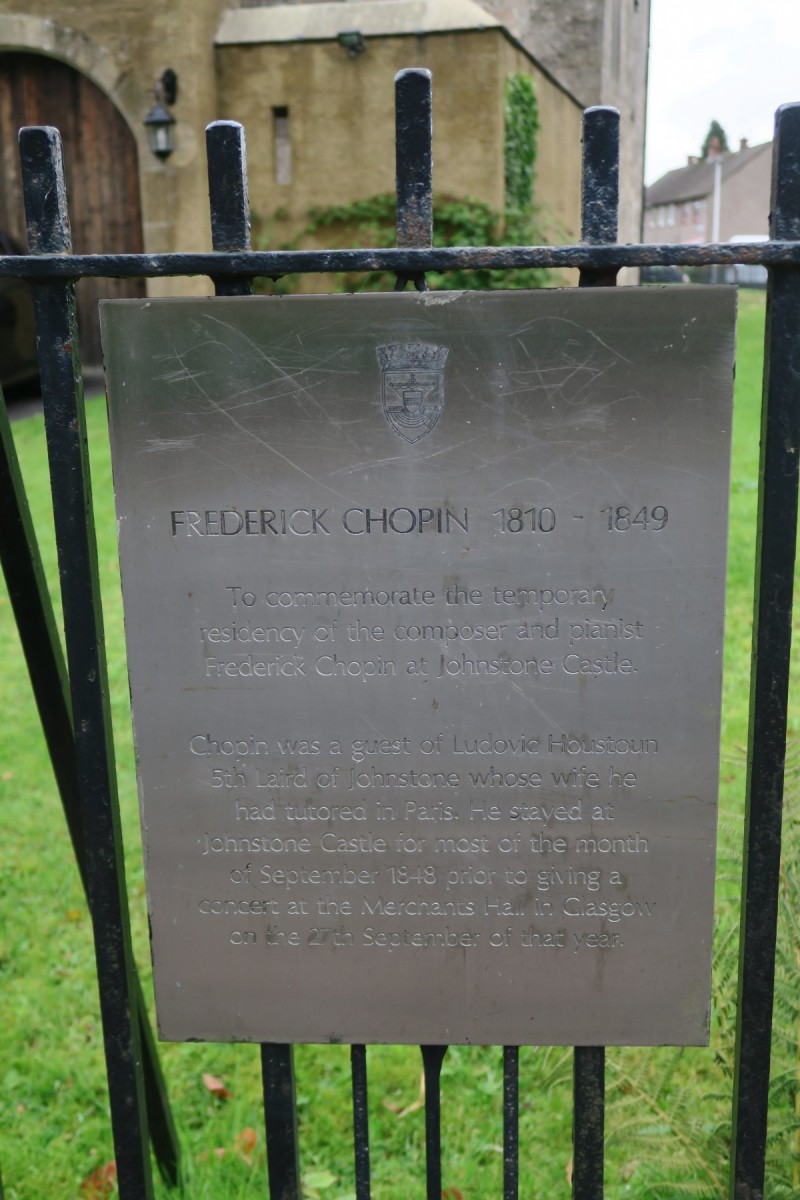 FREDERICK CHOPIN 1810 - 1849
To commemorate the temporary
residency of the composer and pianist
Frederick Chopin at Johnstone Castle.
Chopin was a guest of Ludovic Houstoun
5th Laird of Johnstone whose wife he
had tutored in Paris. He stayed at
Johnstone Castle for most of the month
of September 1848 prior to giving a
concert at the Merchants Hall in Glasgow
on the 27th September of that year.